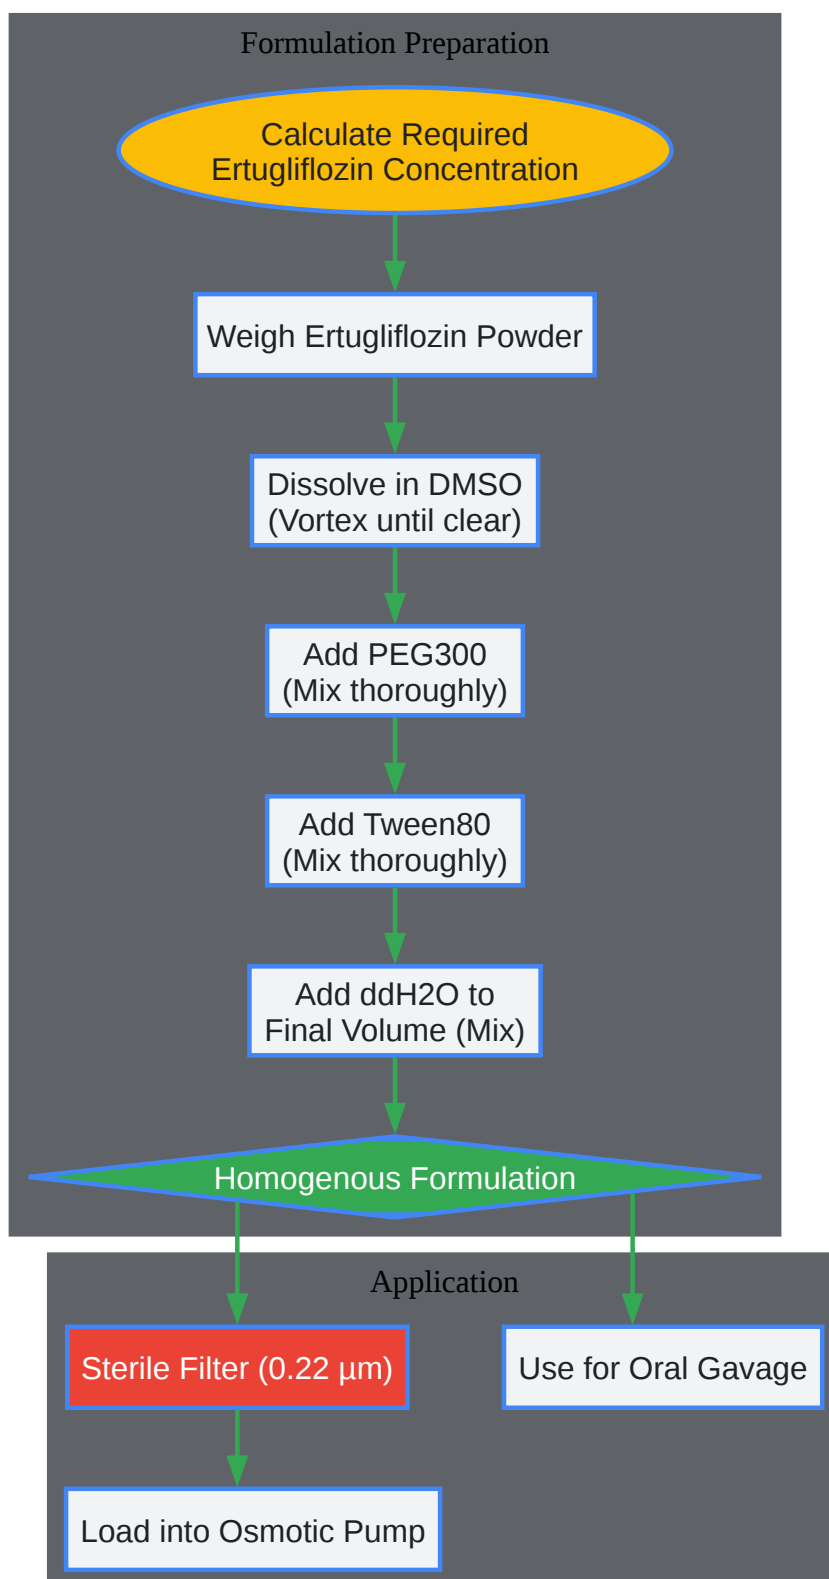 Formulation Preparation
Calculate Required
Ertugliflozin Concentration
Weigh Ertugliflozin Powder
Dissolve in DMSO
(Vortex until clear)
Add PEG300
(Mix thoroughly)
Add Tween80
(Mix thoroughly)
Add ddH2O to
Final Volume (Mix)
Homogenous Formulation
Application
Sterile Filter (0.22 µm)
Use for Oral Gavage
Load into Osmotic Pump